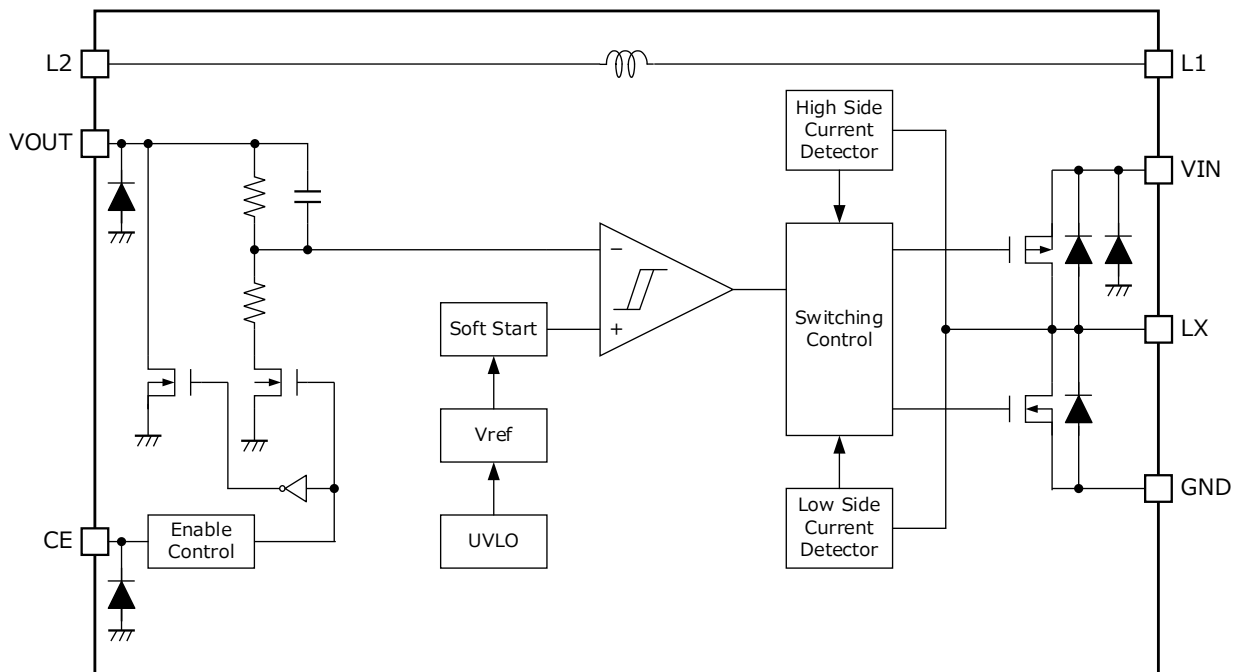 L2
L1
VOUT
High Side
Current
Detector
VIN
−
Soft Start
+
Switching
Control
LX
Vref
GND
CE
Enable
Control
UVLO
Low Side
Current
Detector